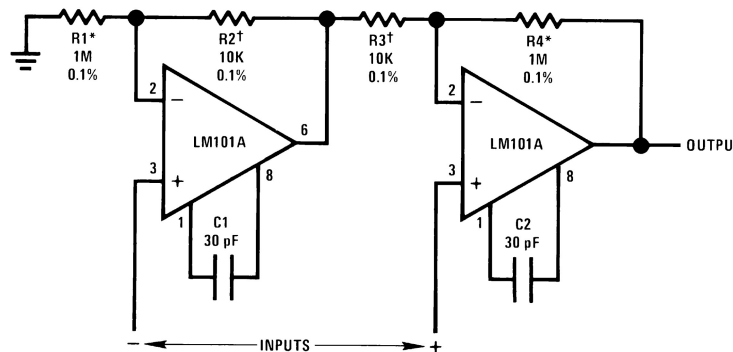 R1*
1M
0.1%
R2†
10K
0.1%
R3†
10K
0.1%
R4*
1M
0.1%
2
−
LM101A
6
3
+
8
1
C1
30 pF
2
−
LM101A
OUTPU
3
+
8
1
C2
30 pF
− INPUTS +